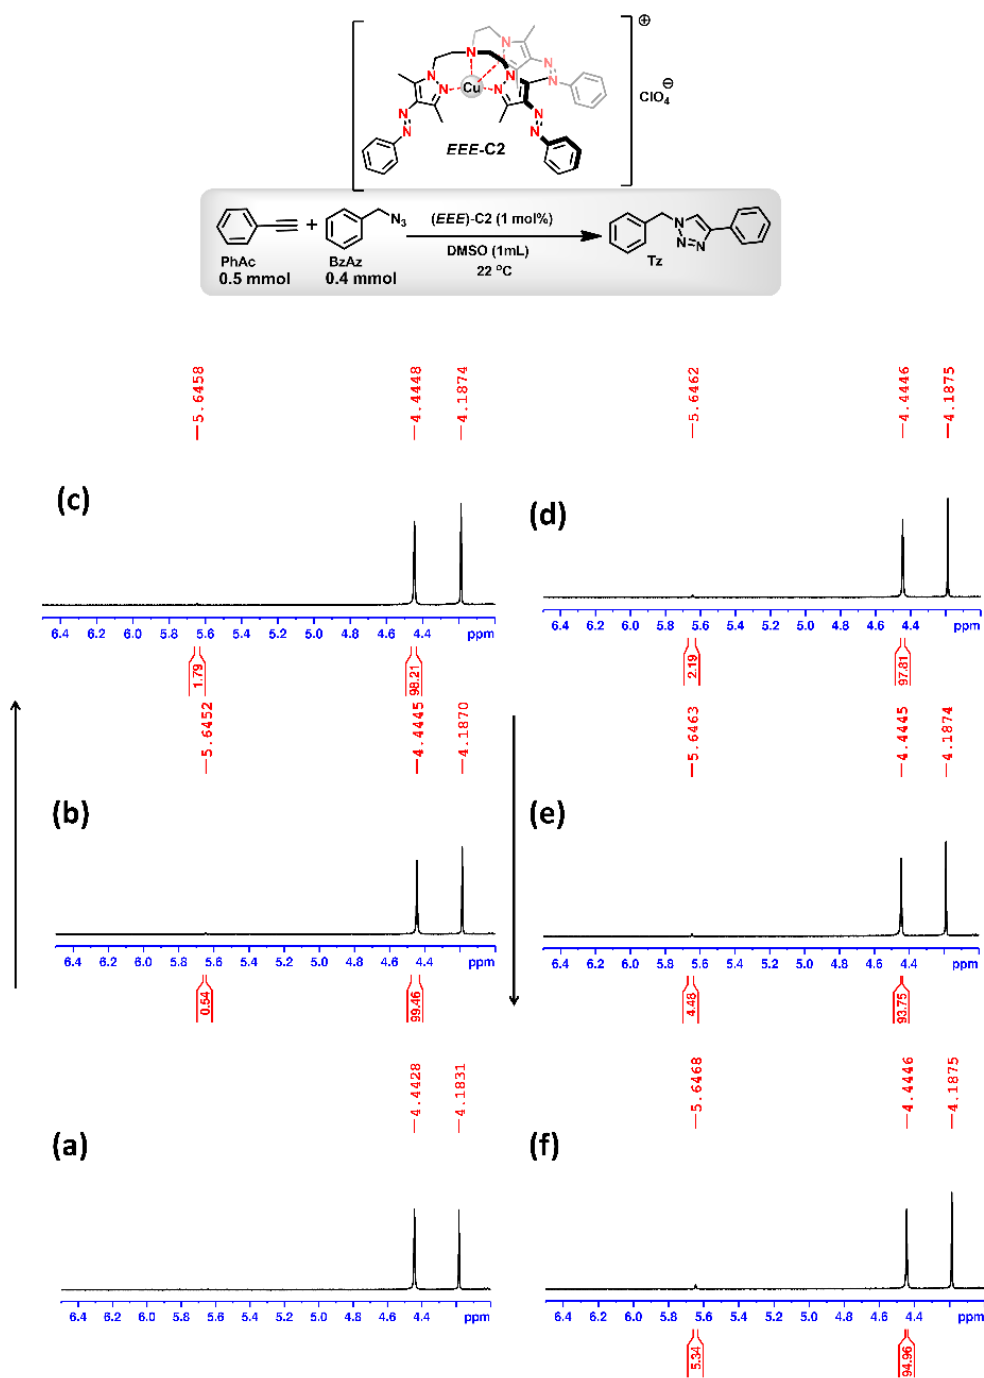 ⊕
N N N N N N N N N N N N N
Cu
ClO4 ⊖
EEE-C2
N3
(EEE)-C2 (1 mol%)
+
DMSO (1mL)
22 °C
N N=N
PhAc
BzAz
Tz
0.5 mmol
0.4 mmol
5.6458
4.4448
4.1874
5.6462
4.4446
4.1875
(c)
(d)
6.4 6.2 6.0 5.8 5.6 5.4 5.2 5.0 4.8 4.6 4.4 ppm
6.4 6.2 6.0 5.8 5.6 5.4 5.2 5.0 4.8 4.6 4.4 ppm
1.79
98.21
2.19
97.81
5.6452
4.4445
4.1870
5.6463
4.4445
4.1874
(b)
(e)
6.4 6.2 6.0 5.8 5.6 5.4 5.2 5.0 4.8 4.6 4.4 ppm
6.4 6.2 6.0 5.8 5.6 5.4 5.2 5.0 4.8 4.6 4.4 ppm
0.54
99.46
4.48
93.75
4.4428
4.1831
5.6468
4.4446
4.1875
(a)
(f)
6.4 6.2 6.0 5.8 5.6 5.4 5.2 5.0 4.8 4.6 4.4 ppm
6.4 6.2 6.0 5.8 5.6 5.4 5.2 5.0 4.8 4.6 4.4 ppm
5.34
94.96